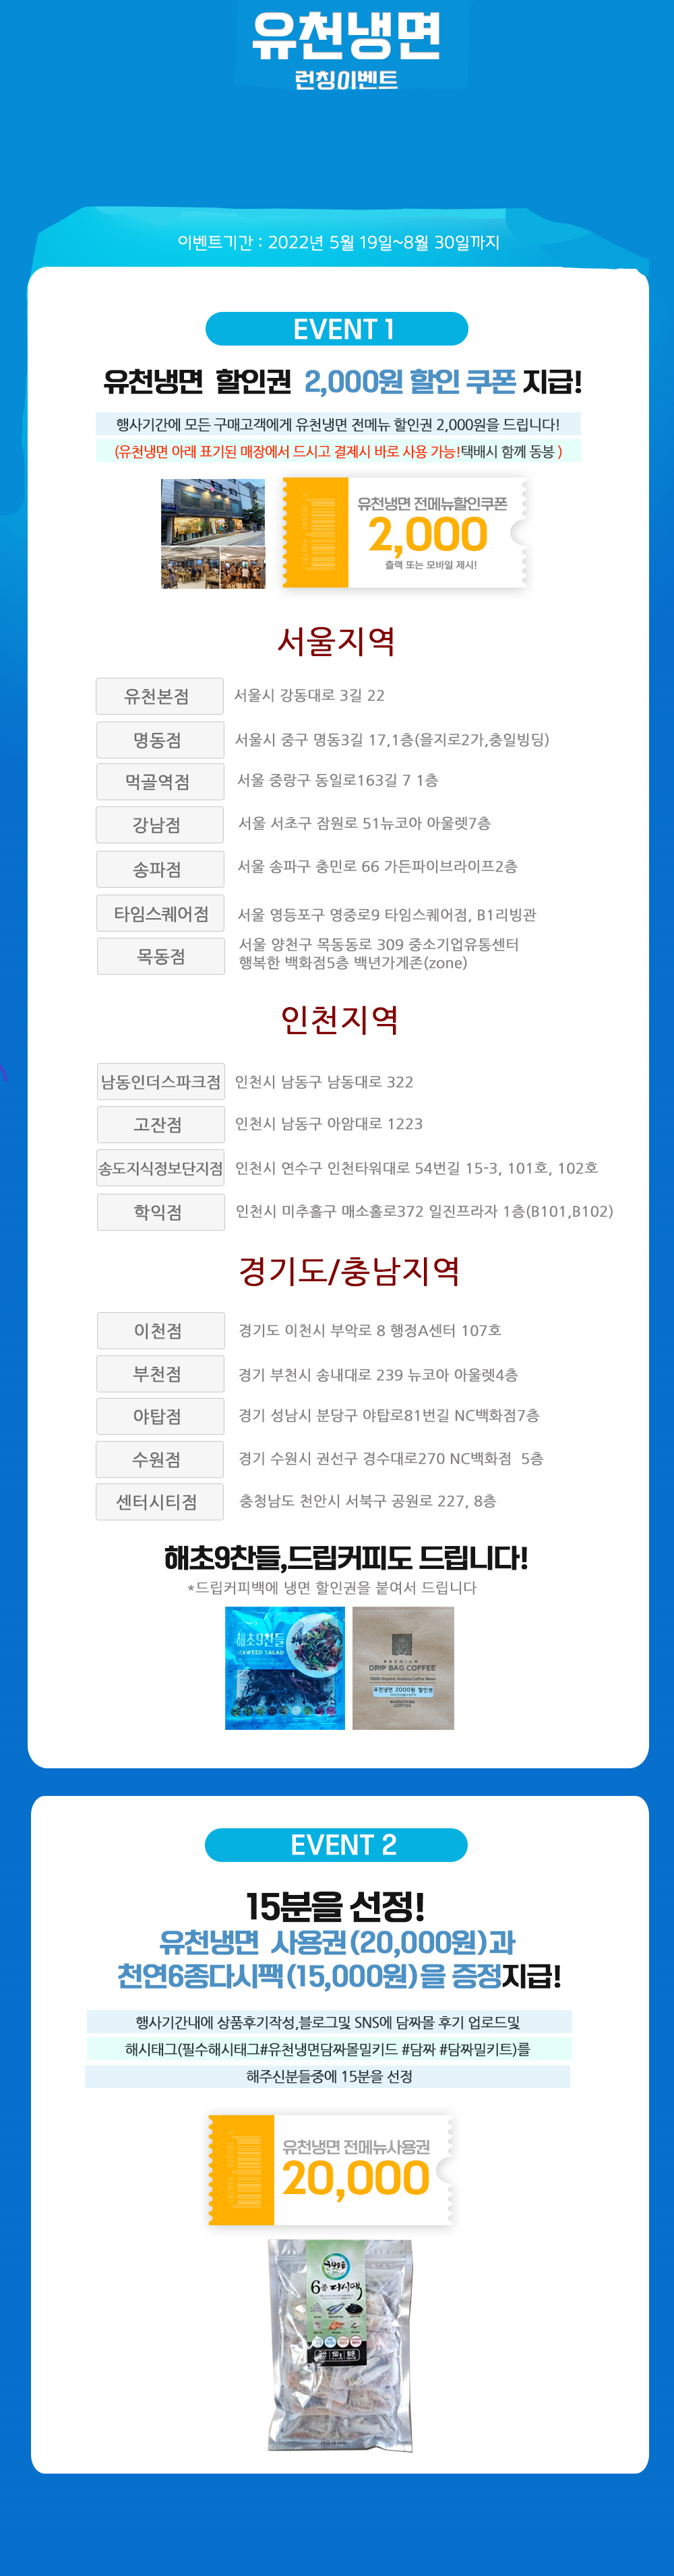 유천냉면
런칭이벤트
이벤트기간 : 2022년 5월 19일~8월 30일까지
EVENT 1
유천냉면 할인권 2,000원 할인 쿠폰 지급!
행사기간에 모든 구매고객에게 유천냉면 전메뉴 할인권 2,000원을 드립니다!
(유천냉면 아래 표기된 매장에서 드시고 결제시 바로 사용 가능!택배시 함께 동봉 )
유천냉면 전메뉴할인쿠폰
2,000
출력 또는 모바일 제시!
서울지역
유천본점 서울시 강동대로 3길 22
명동점 서울시 중구 명동3길 17,1층(을지로2가,충일빙딩)
먹골역점 서울 중랑구 동일로163길 7 1층
강남점 서울 서초구 잠원로 51뉴코아 아울렛7층
송파점 서울 송파구 충민로 66 가든파이브라이프2층
타임스퀘어점 서울 영등포구 영중로9 타임스퀘어점, B1리빙관
목동점 서울 양천구 목동동로 309 중소기업유통센터
행복한 백화점5층 백년가게존(zone)
인천지역
남동인더스파크점 인천시 남동구 남동대로 322
고잔점 인천시 남동구 아암대로 1223
송도지식정보단지점 인천시 연수구 인천타워대로 54번길 15-3, 101호, 102호
학익점 인천시 미추홀구 매소홀로372 일진프라자 1층(B101,B102)
경기도/충남지역
이천점 경기도 이천시 부악로 8 행정A센터 107호
부천점 경기 부천시 송내대로 239 뉴코아 아울렛4층
야탑점 경기 성남시 분당구 야탑로81번길 NC백화점7층
수원점 경기 수원시 권선구 경수대로270 NC백화점 5층
센터시티점 충청남도 천안시 서북구 공원로 227, 8층
해초9찬들,드립커피도 드립니다!
*드립커피백에 냉면 할인권을 붙여서 드립니다
해초9찬들
SEAWEED SALAD
PREMIUM
DRIP BAG COFFEE
100% Organic Arabica Coffee Beans
유천냉면 2000원 할인권
MARANARA
COFFEE
EVENT 2
15분을 선정!
유천냉면 사용권(20,000원)과
천연6종다시팩(15,000원)을 증정지급!
행사기간내에 상품후기작성,블로그및 SNS에 담짜몰 후기 업로드및
해시태그(필수해시태그#유천냉면담짜몰밀키드 #담짜 #담짜밀키트)를
해주신분들중에 15분을 선정
유천냉면 전메뉴사용권
20,000
6종 다시팩